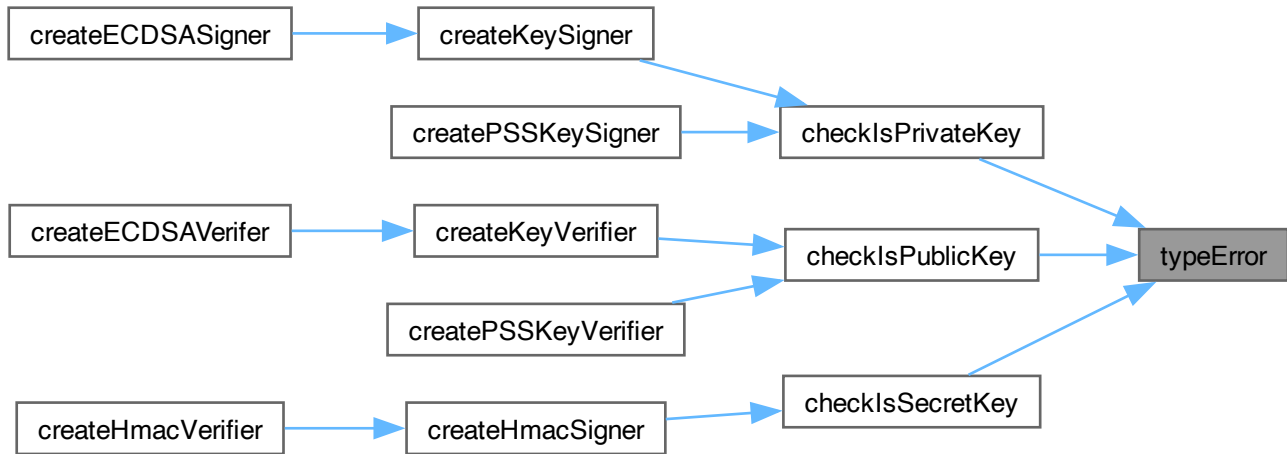 createECDSASigner
createKeySigner
createPSSKeySigner
checkIsPrivateKey
createECDSAVerifer
createKeyVerifier
checkIsPublicKey
typeError
createPSSKeyVerifier
checkIsSecretKey
createHmacVerifier
createHmacSigner